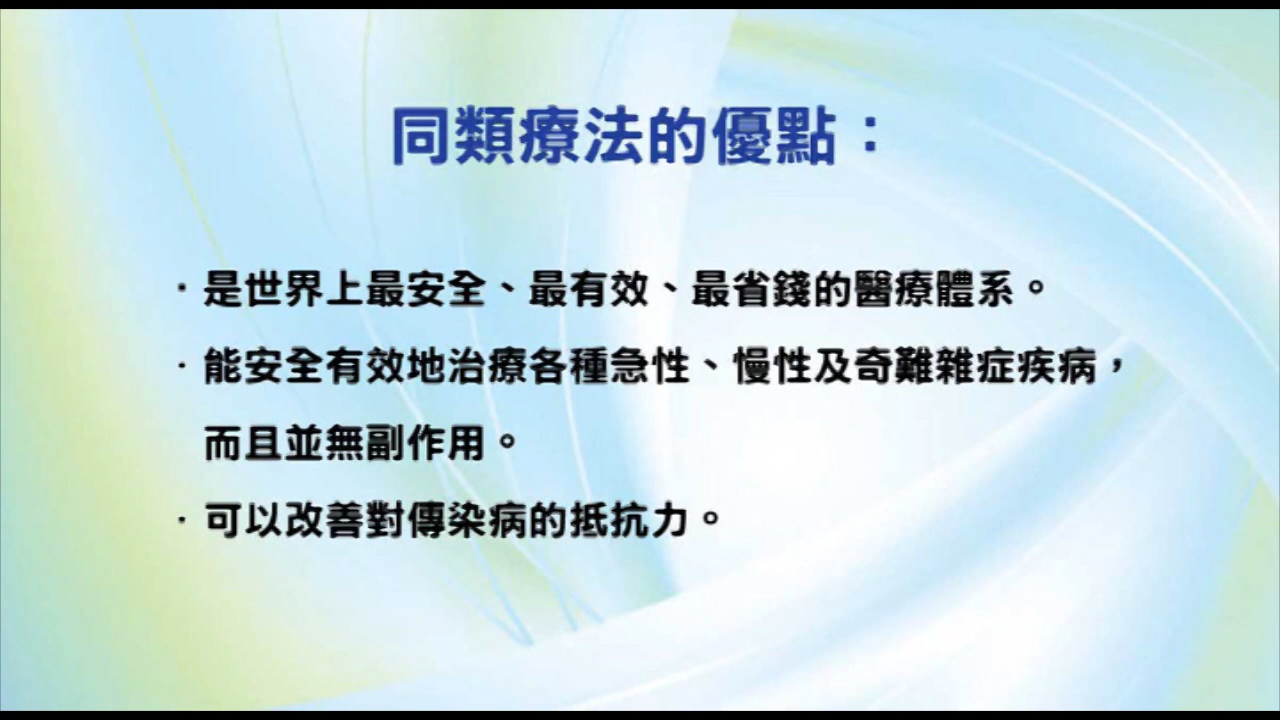 同類療法的優點：
·是世界上最安全、最有效、最省錢的醫療體系。
·能安全有效地治療各種急性、慢性及奇難雜症疾病，
而且並無副作用。
·可以改善對傳染病的抵抗力。